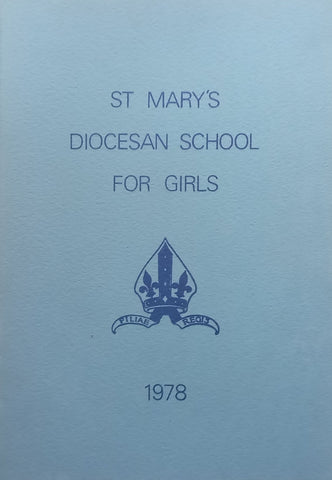 ST MARY'S
DIOCESAN SCHOOL
FOR GIRLS
FILIAE REGIS
1978